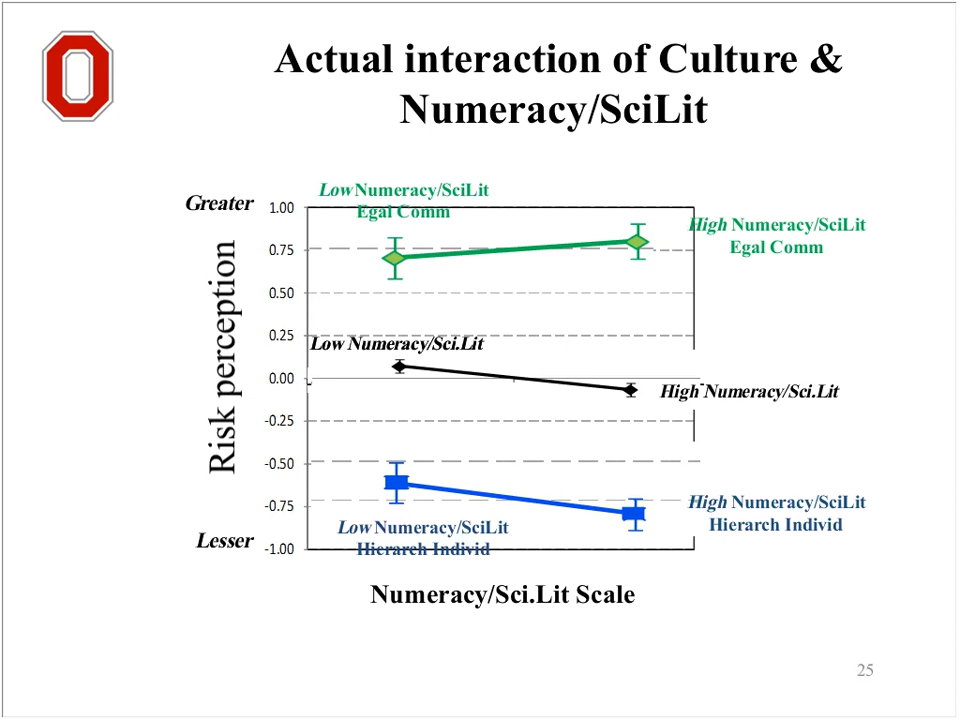 Actual interaction of Culture &
Numeracy/SciLit
Low Numeracy/SciLit
Egal Comm
Greater
1.00
High Numeracy/SciLit
Egal Comm
0.75
0.50
0.25
Low Numeracy/Sci.Lit
0.00
High Numeracy/Sci.Lit
-0.25
Risk perception
-0.50
-0.75
High Numeracy/SciLit
Hierarch Individ
Low Numeracy/SciLit
Hierarch Individ
Lesser
-1.00
Numeracy/Sci.Lit Scale
25